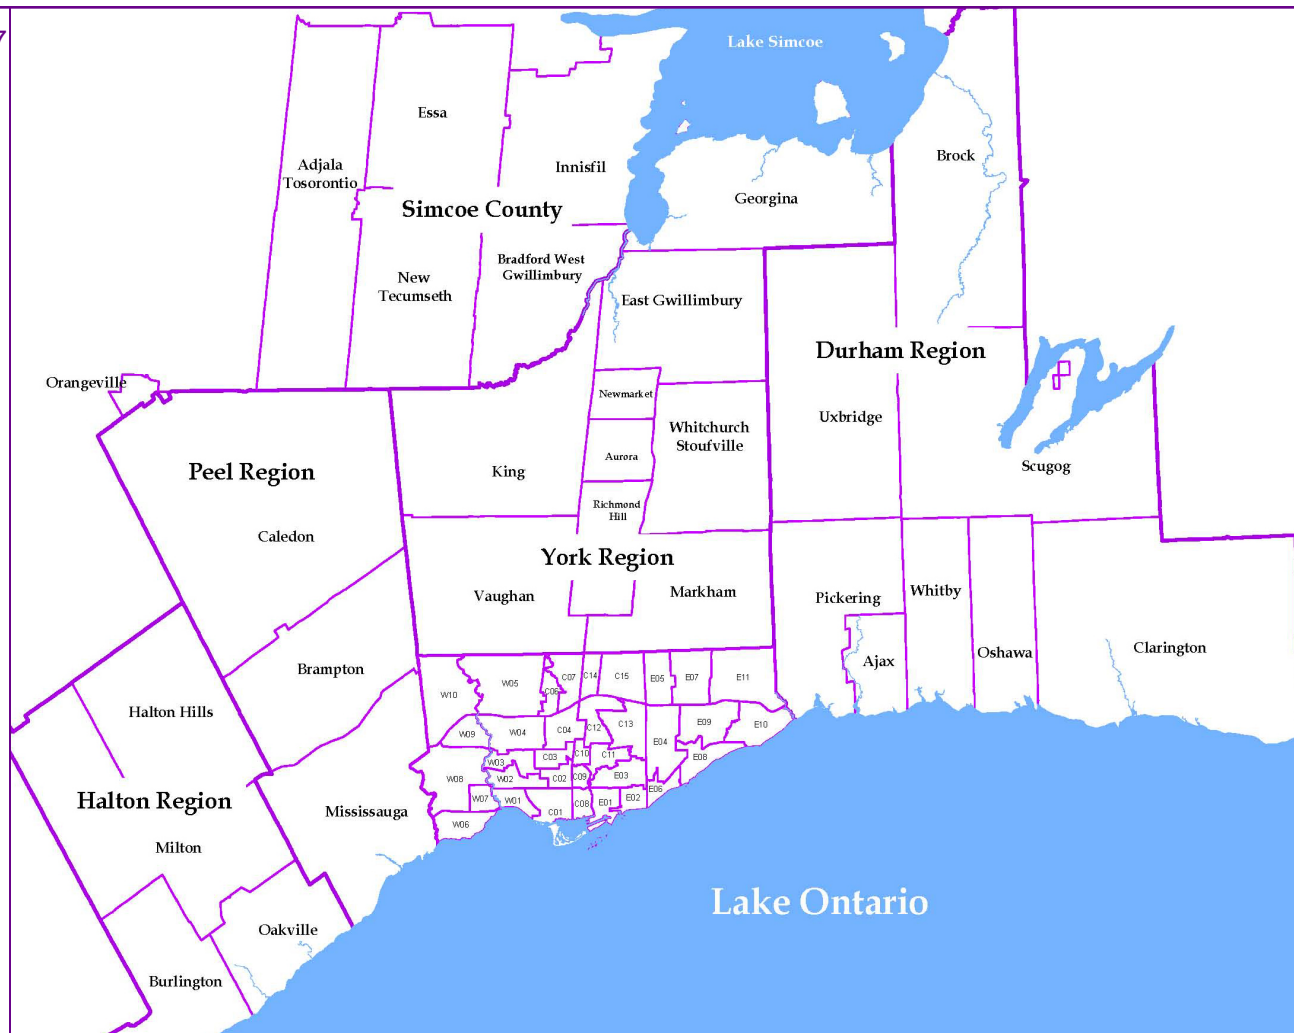 Lake Simcoe
Essa
Adjala
Tosorontio
Innisfil
Brock
Georgina
Simcoe County
New
Tecumseth
Bradford West
Gwillimbury
East Gwillimbury
Durham Region
Orangeville
Newmarket
Whitchurch
Stoufville
Uxbridge
Aurora
King
Peel Region
Scugog
Richmond
Hill
Caledon
York Region
Vaughan
Markham
Pickering
Whitby
Ajax
Oshawa
Clarington
Brampton
Halton Hills
W10
W05
C06
C07
C14
C15
E05
E07
E11
W09
W04
C04
C12
C13
E04
E09
E10
W03
C03
C10
C11
E08
W08
W02
C02
C09
E03
E06
W07
W01
C01
C08
E01
E02
W06
Halton Region
Mississauga
Milton
Oakville
Burlington
Lake Ontario